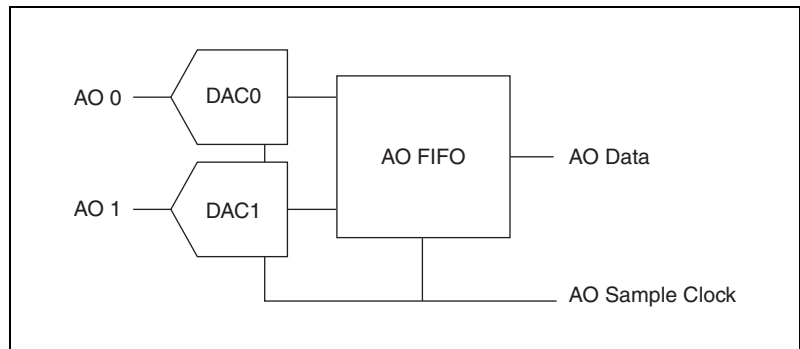 AO 0
DAC0
AO FIFO
AO Data
AO 1
DAC1
AO Sample Clock